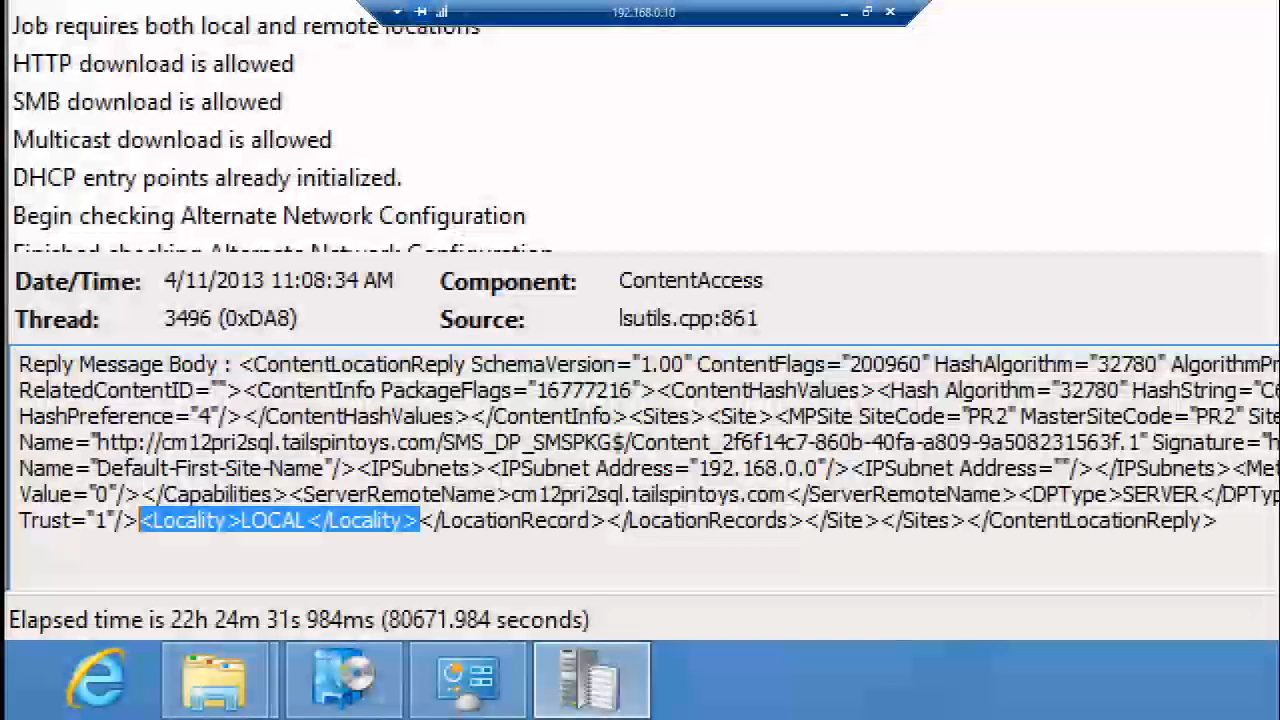 192.168.0.10
Job requires both local and remote locations
HTTP download is allowed
SMB download is allowed
Multicast download is allowed
DHCP entry points already initialized.
Begin checking Alternate Network Configuration
Finished checking Alternate Network Configuration
Date/Time: 4/11/2013 11:08:34 AM Component: ContentAccess
Thread: 3496 (0xDA8) Source: lsutils.cpp:861
Reply Message Body : <ContentLocationReply SchemaVersion="1.00" ContentFlags="200960" HashAlgorithm="32780" AlgorithmPr
RelatedContentID=""><ContentInfo PackageFlags="16777216"><ContentHashValues><Hash Algorithm="32780" HashString="C6
HashPreference="4"/></ContentHashValues></ContentInfo><Sites><Site><MPSite SiteCode="PR2" MasterSiteCode="PR2" Sit
Name="http://cm12pri2sql.tailspintoys.com/SMS_DP_SMSPKG$/Content_2f6f14c7-860b-40fa-a809-9a508231563f.1" Signature="h
Name="Default-First-Site-Name"/><IPSubnets><IPSubnet Address="192.168.0.0"/><IPSubnet Address=""/></IPSubnets><Met
Value="0"/></Capabilities><ServerRemoteName>cm12pri2sql.tailspintoys.com</ServerRemoteName><DPType>SERVER</DPTyp
Trust="1"/><Locality>LOCAL</Locality></LocationRecord></LocationRecords></Site></Sites></ContentLocationReply>
Elapsed time is 22h 24m 31s 984ms (80671.984 seconds)